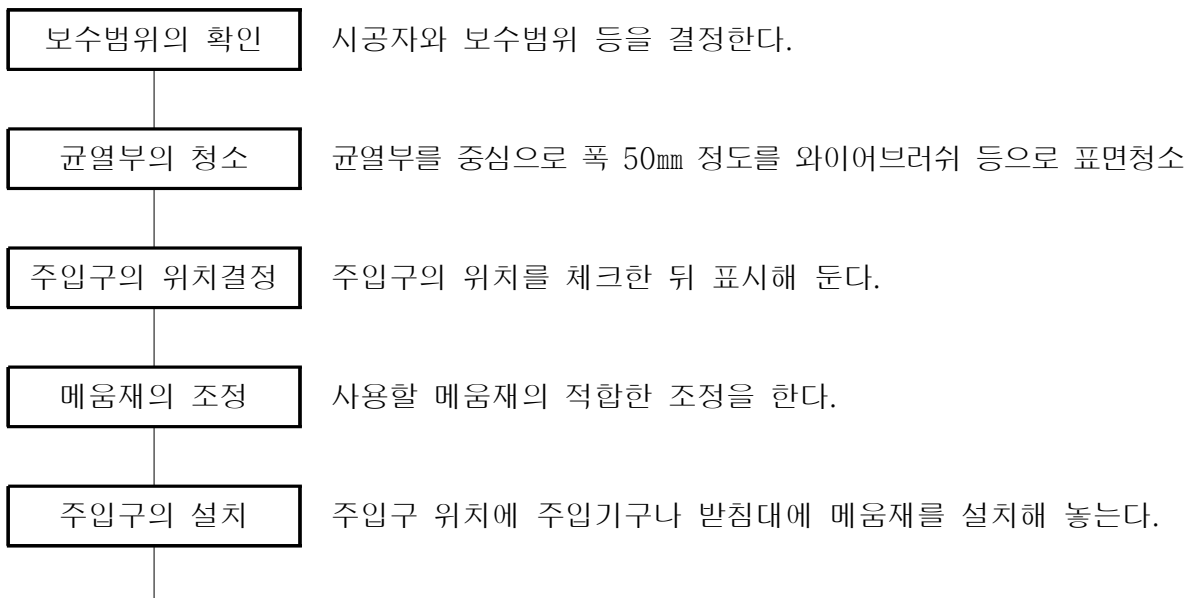 보수범위의 확인 시공자와 보수범위 등을 결정한다.
균열부의 청소 균열부를 중심으로 폭 50㎜ 정도를 와이어브러쉬 등으로 표면청소
주입구의 위치결정 주입구의 위치를 체크한 뒤 표시해 둔다.
메움재의 조정 사용할 메움재의 적합한 조정을 한다.
주입구의 설치 주입구 위치에 주입기구나 받침대에 메움재를 설치해 놓는다.